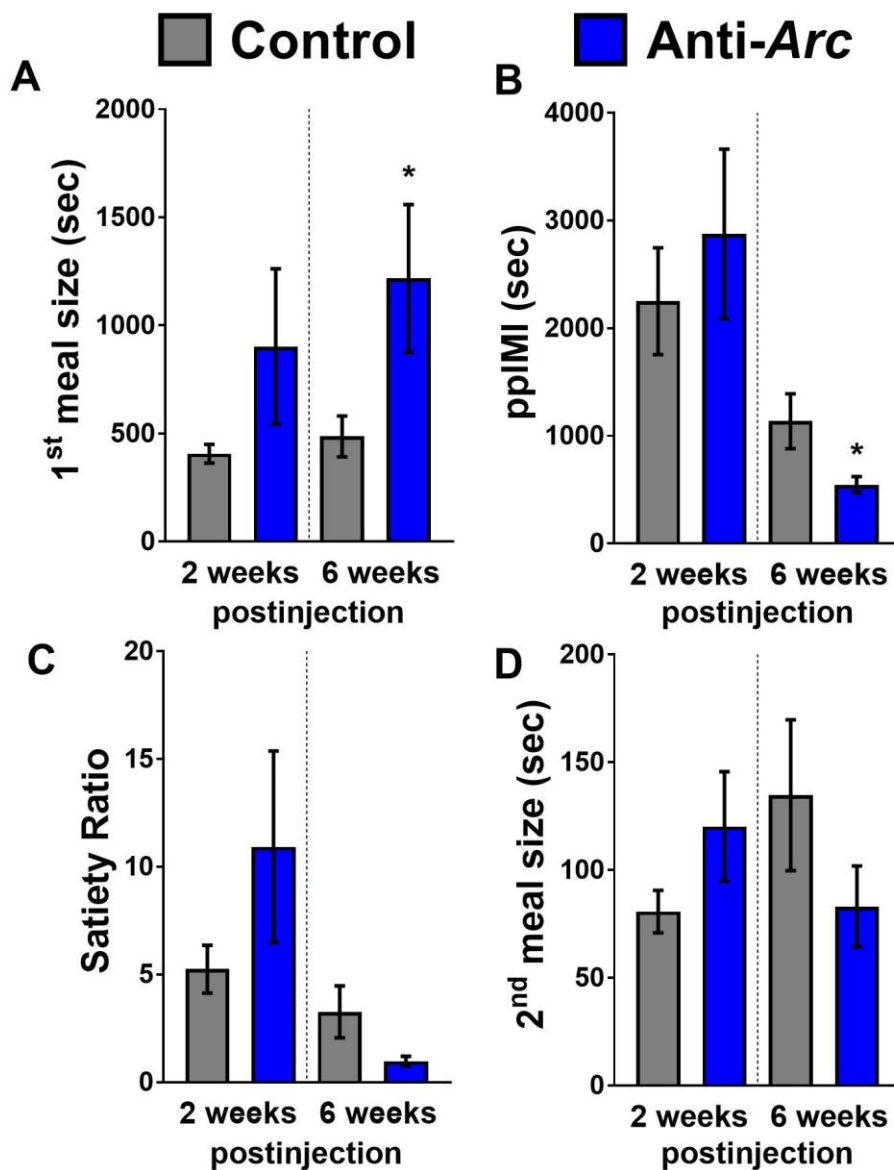 Control
Anti-Arc
A
1st meal size (sec)
2000
1500
1000
500
0
*
2 weeks
6 weeks
postinjection
B
ppIMI (sec)
4000
3000
2000
1000
0
*
2 weeks
6 weeks
postinjection
C
Satiety Ratio
20
15
10
5
0
2 weeks
6 weeks
postinjection
D
2nd meal size (sec)
200
150
100
50
0
2 weeks
6 weeks
postinjection